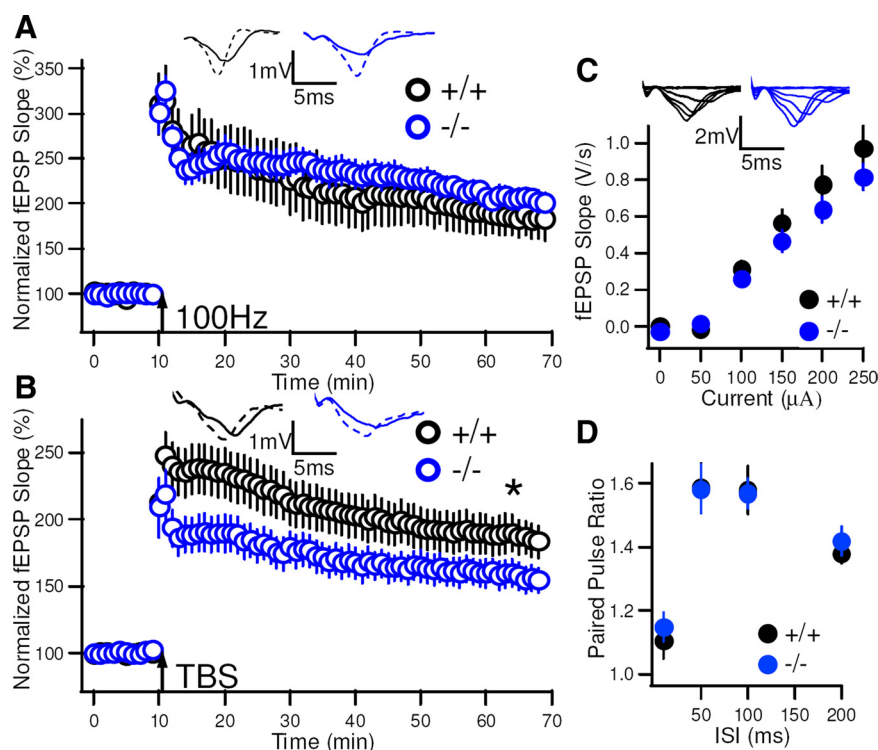 A
Normalized fEPSP Slope (%)
350
300
250
200
150
100
1mV
5ms
+/+
-/-
100Hz
0 10 20 30 40 50 60 70
Time (min)
B
Normalized fEPSP Slope (%)
250
200
150
100
1mV
5ms
+/+
-/-
*
TBS
0 10 20 30 40 50 60 70
Time (min)
C
fEPSP Slope (V/s)
2mV
5ms
1.0
0.8
0.6
0.4
0.2
0.0
+/+
-/-
0 50 100 150 200 250
Current (μA)
D
Paired Pulse Ratio
1.6
1.4
1.2
1.0
+/+
-/-
50 100 150 200
ISI (ms)